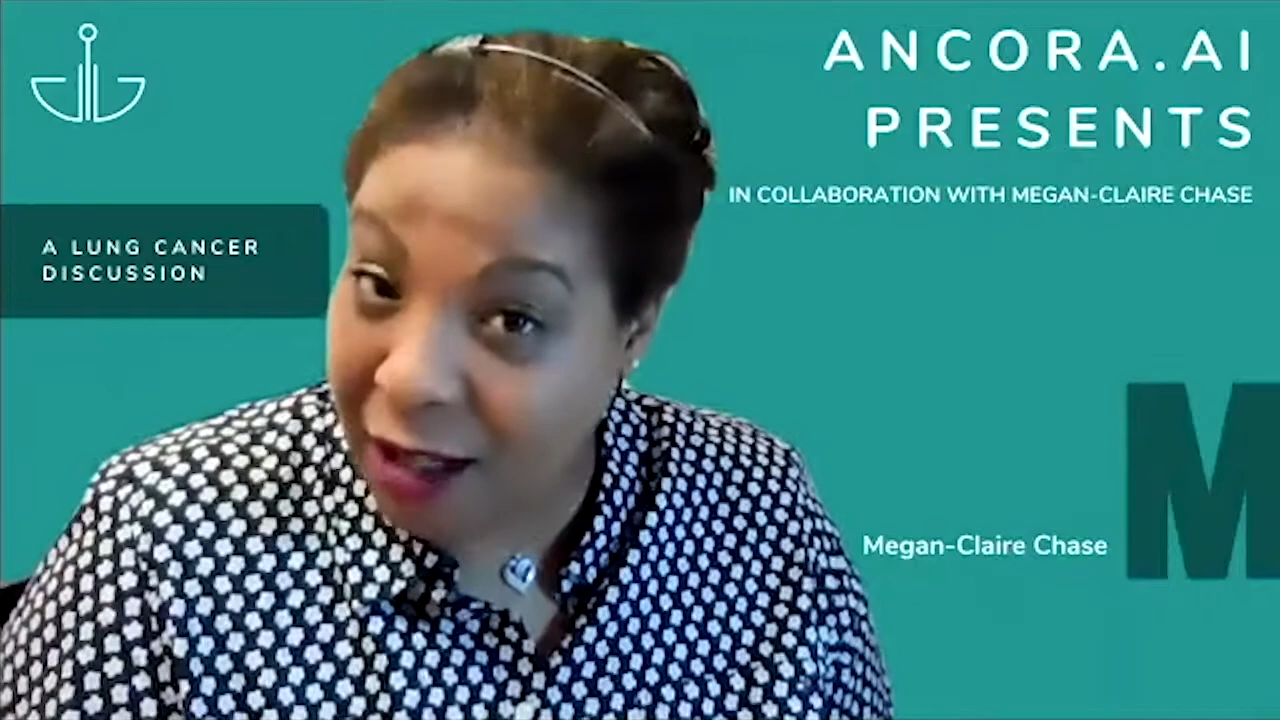 ANCORA.AI
PRESENTS
IN COLLABORATION WITH MEGAN-CLAIRE CHASE
A LUNG CANCER
DISCUSSION
Megan-Claire Chase
M